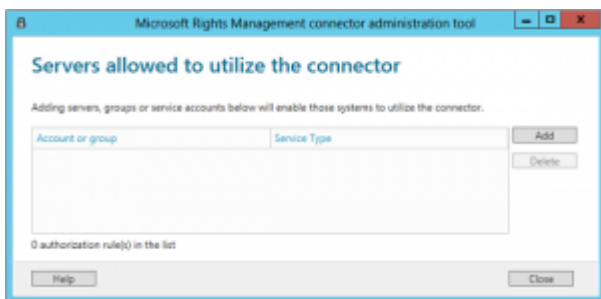 Microsoft Rights Management connector administration tool
Servers allowed to utilize the connector
Adding servers, groups or service accounts below will enable those systems to utilize the connector.
Account or group Service Type
Add
Delete
0 authorization rule(s) in the list
Help Close